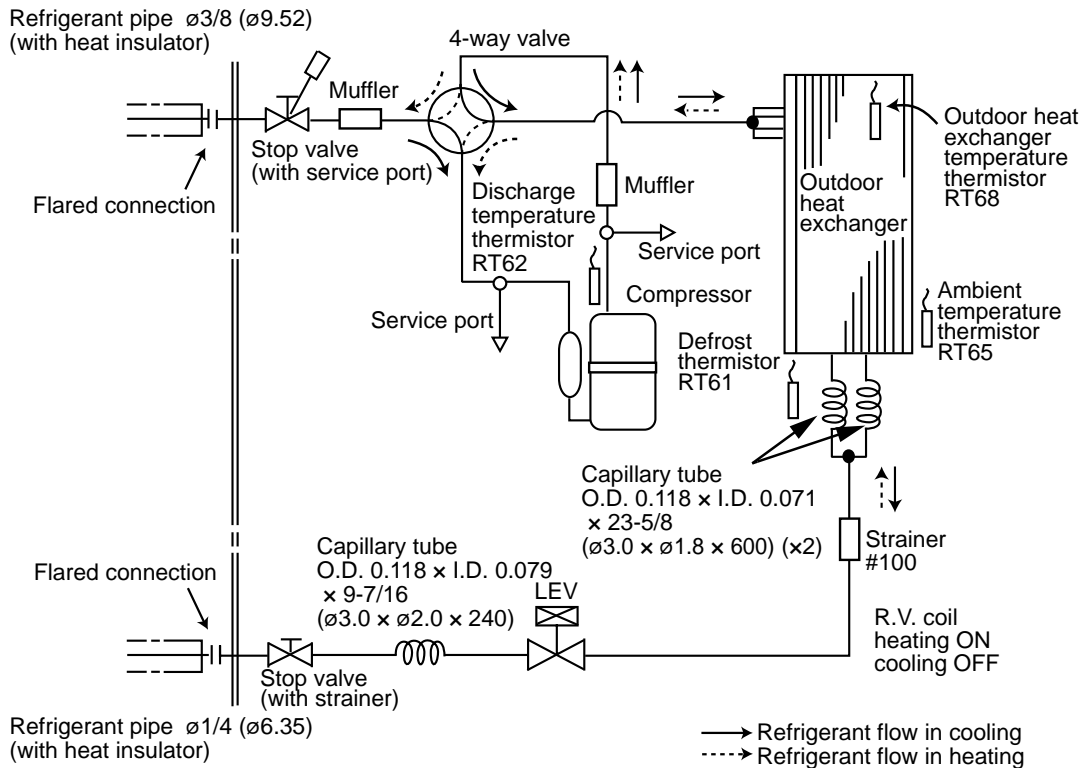 Refrigerant pipe ø3/8 (ø9.52)
(with heat insulator)
4-way valve
Muffler
Stop valve
(with service port)
Flared connection
Outdoor heat
exchanger
temperature
thermistor
RT68
Outdoor
heat
exchanger
Muffler
Discharge
temperature
thermistor
RT62
Service port
Service port
Compressor
Ambient
temperature
thermistor
RT65
Defrost
thermistor
RT61
Capillary tube
O.D. 0.118 × I.D. 0.071
× 23-5/8
(ø3.0 × ø1.8 × 600) (×2)
Strainer
#100
Capillary tube
O.D. 0.118 × I.D. 0.079
× 9-7/16
(ø3.0 × ø2.0 × 240)
LEV
Flared connection
R.V. coil
heating ON
cooling OFF
Stop valve
(with strainer)
Refrigerant pipe ø1/4 (ø6.35)
(with heat insulator)
Refrigerant flow in cooling
Refrigerant flow in heating